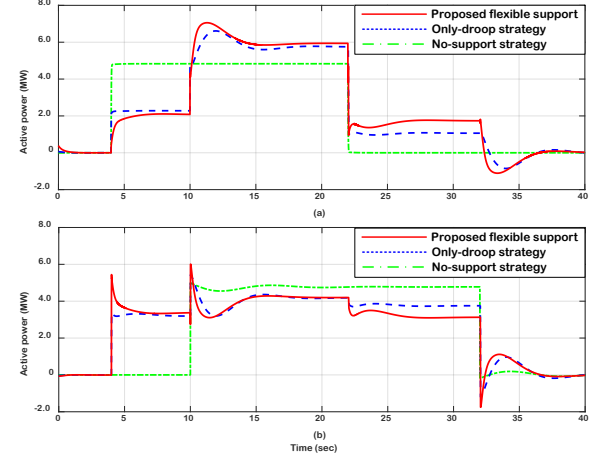 8.0
Proposed flexible support
Only-droop strategy
No-support strategy
6.0
4.0
2.0
0
-2.0
Active power (MW)
0 5 10 15 20 25 30 35 40
(a)
8.0
Proposed flexible support
Only-droop strategy
No-support strategy
6.0
4.0
2.0
0
-2.0
Active power (MW)
0 5 10 15 20 25 30 35 40
(b)
Time (sec)